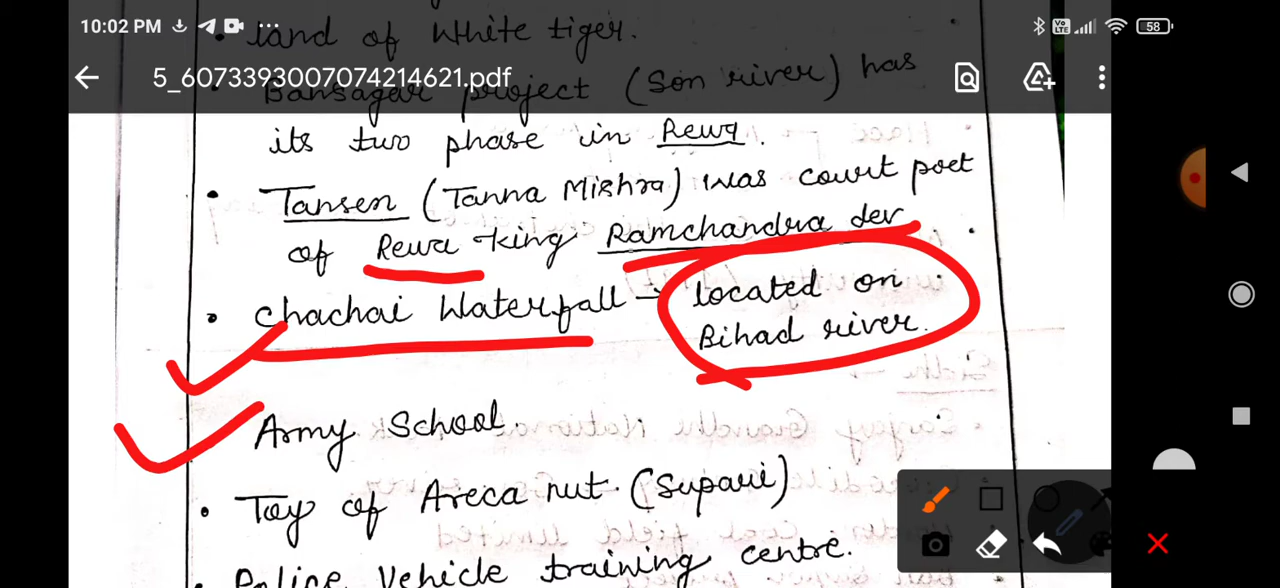 10:02 PM
58
land of White tiger.
5_6073393007074214621.pdf
Bansagar project (Son river) has
its two phase in Rewa.
Tansen (Tanna Mishra) was court poet
of Rewa king Ramchandra dev
Chachai Waterfall → located on
Bihad river.
Army School.
Toy of Areca nut. (Supari)
Police Vehicle training centre.